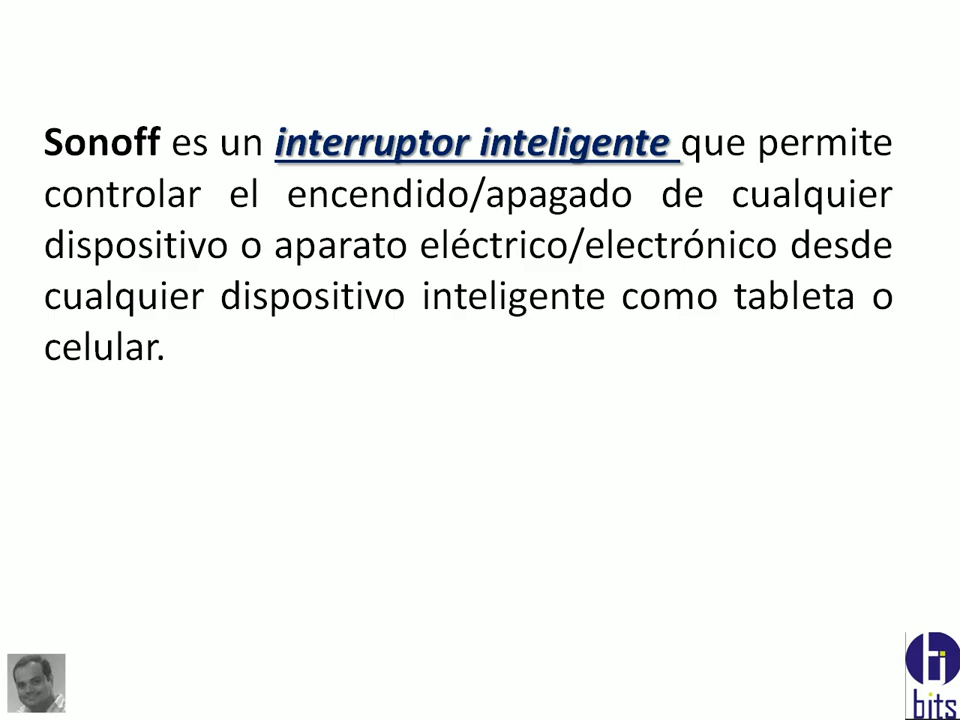 Sonoff es un interruptor inteligente que permite
controlar el encendido/apagado de cualquier
dispositivo o aparato eléctrico/electrónico desde
cualquier dispositivo inteligente como tableta o
celular.
bits